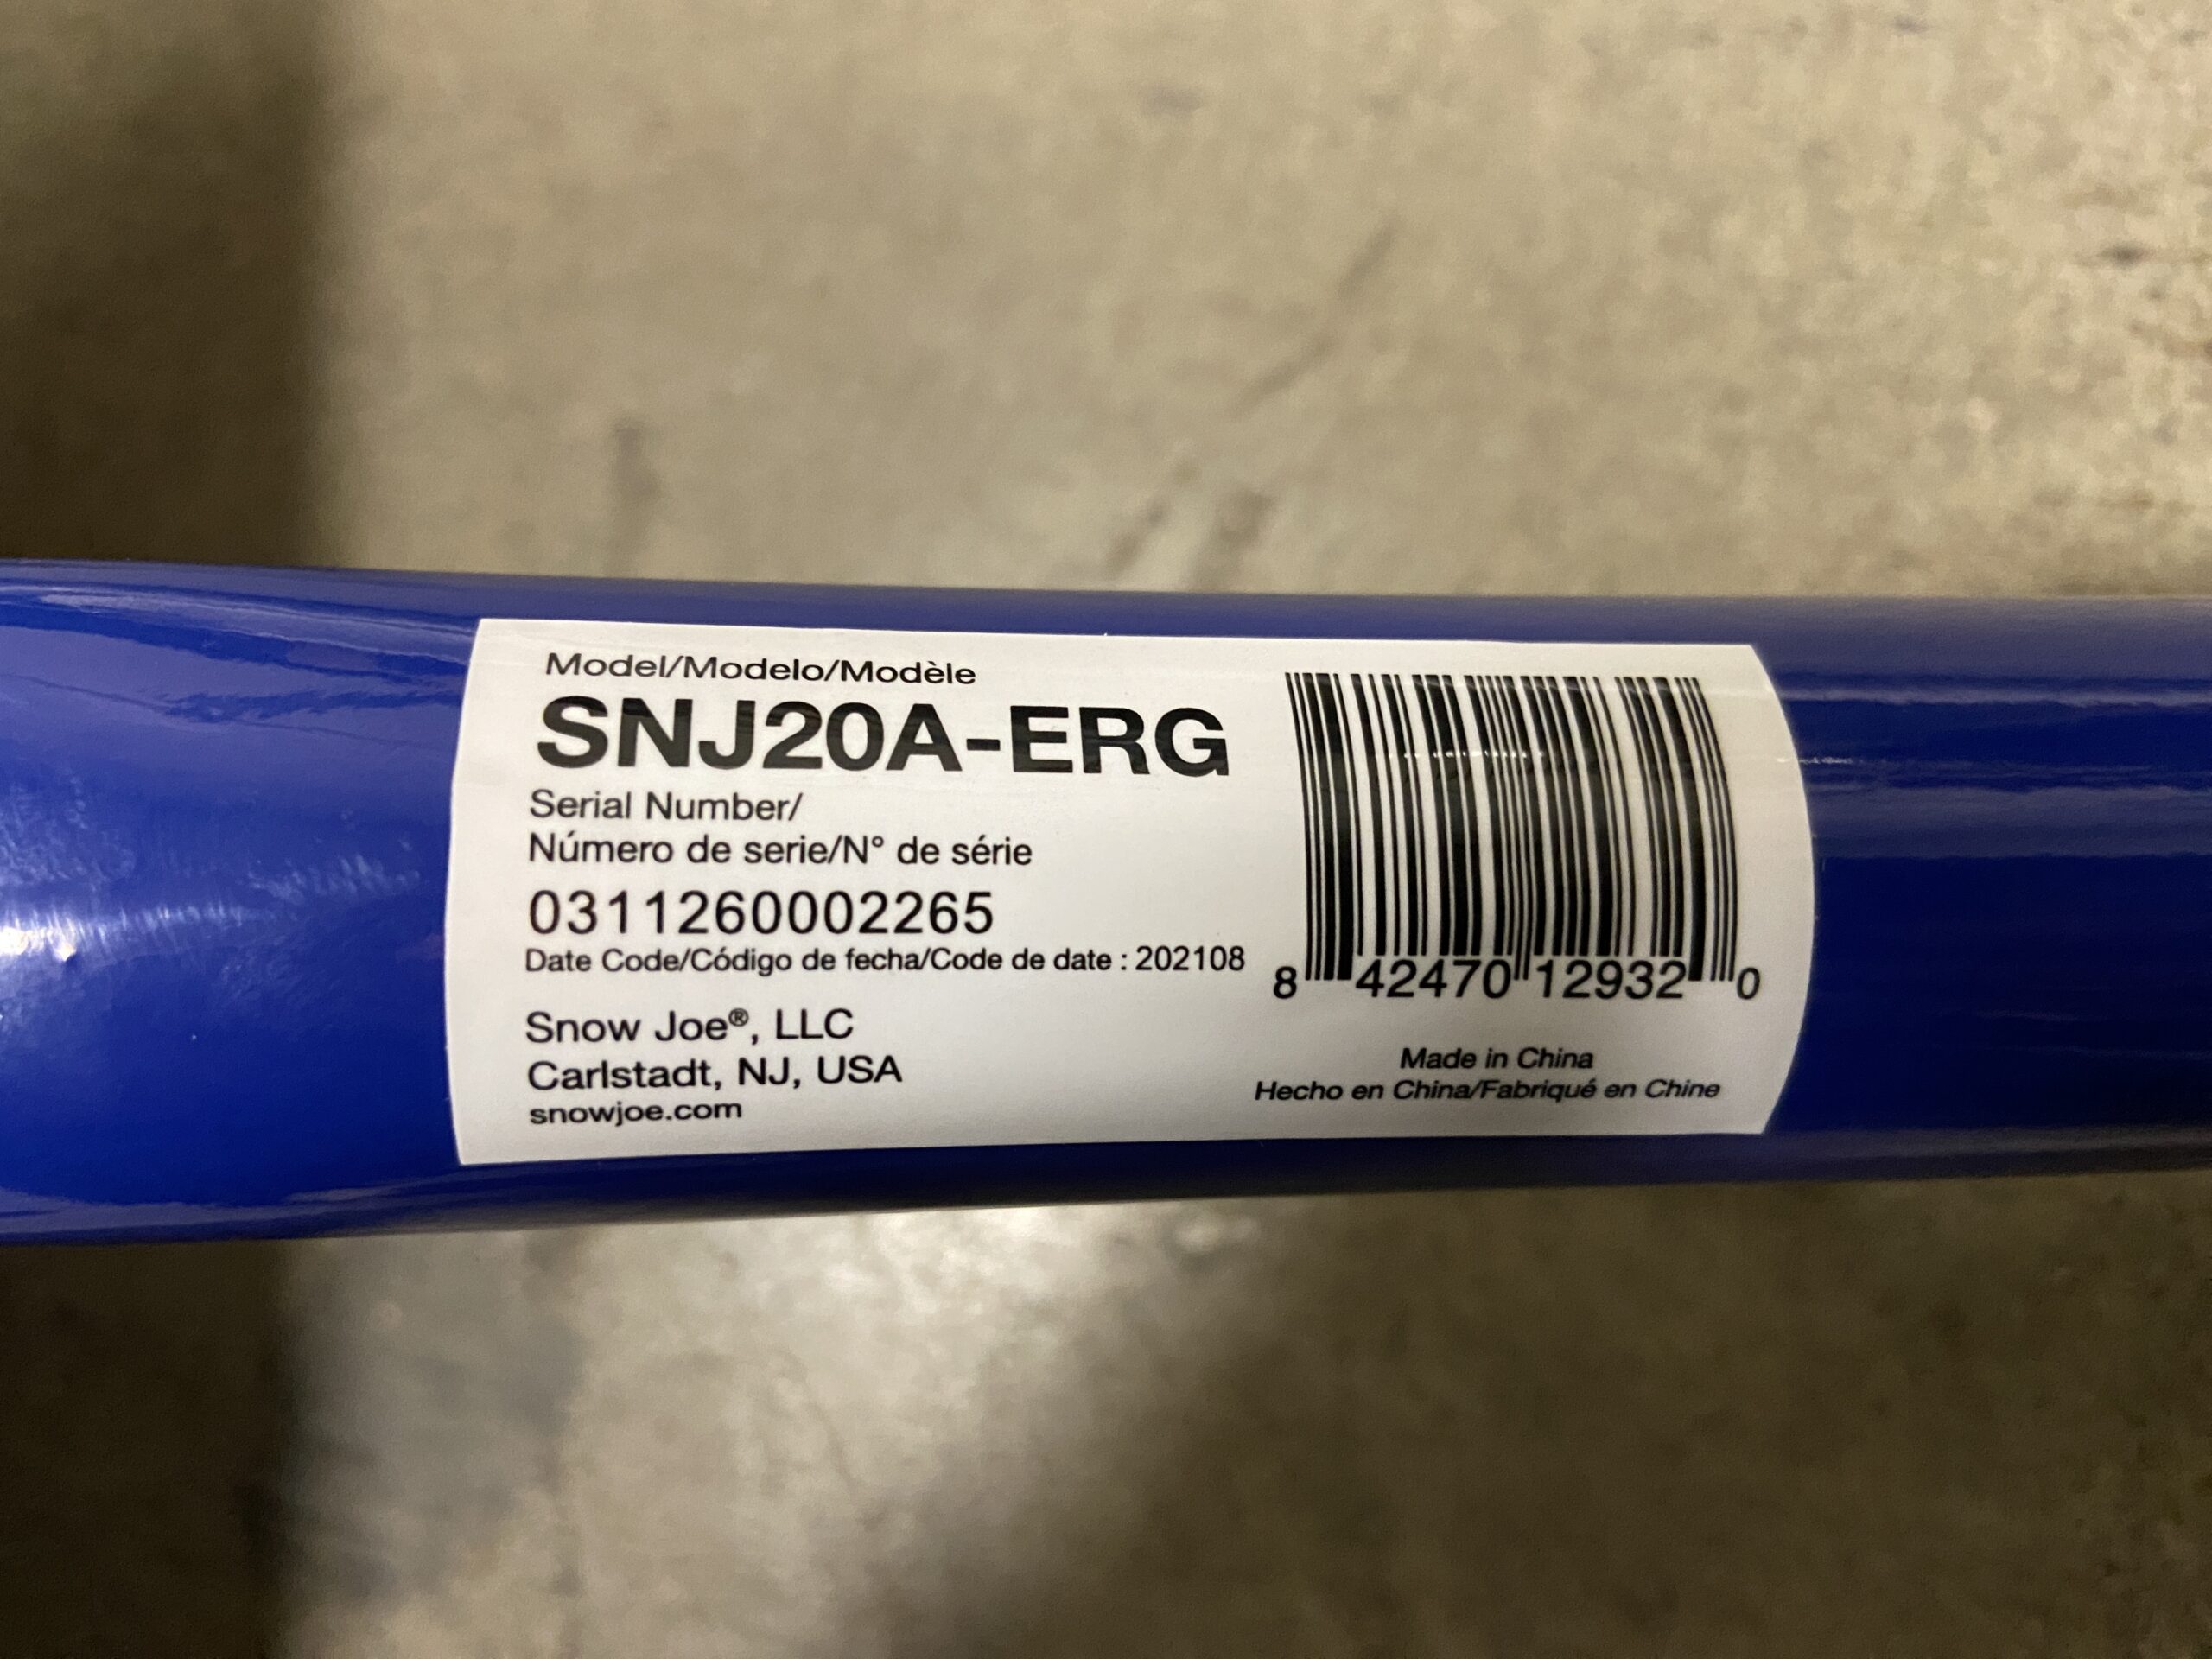 Model/Modelo/Modèle
SNJ20A-ERG
Serial Number/
Número de serie/N° de série
0311260002265
Date Code/Código de fecha/Code de date : 202108
Snow Joe®, LLC
Carlstadt, NJ, USA
snowjoe.com
8 42470 12932 0
Made in China
Hecho en China/Fabriqué en Chine